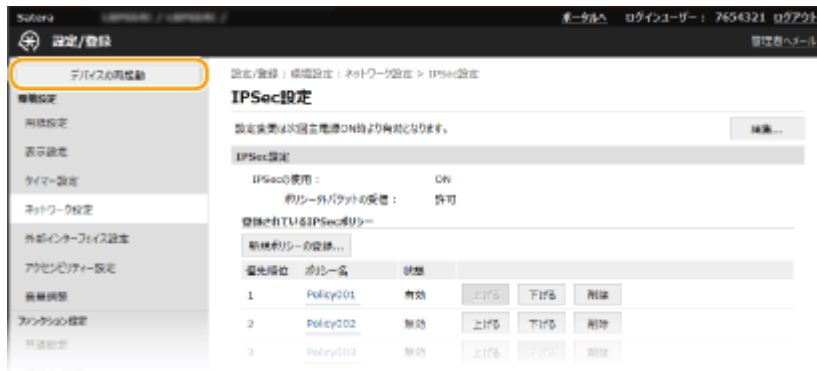 Satera
ポータルへ ログインユーザー： 7654321 ログアウト
設定/登録
管理者へメール
デバイスの再起動
環境設定
用紙設定
表示設定
タイマー設定
ネットワーク設定
外部インターフェイス設定
アクセシビリティー設定
音量調整
ファンクション設定
共通設定
設定/登録 : 環境設定 : ネットワーク設定 > IPSec設定
IPSec設定
設定変更は次回主電源ON時より有効となります。
編集...
IPSec設定
IPSecの使用 : ON
ポリシー外パケットの受信 : 許可
登録されているIPSecポリシー
新規ポリシーの登録...
優先順位 ポリシー名 状態
1 Policy001 有効 上げる 下げる 削除
2 Policy002 無効 上げる 下げる 削除
3 Policy003 無効 上げる 下げる 削除